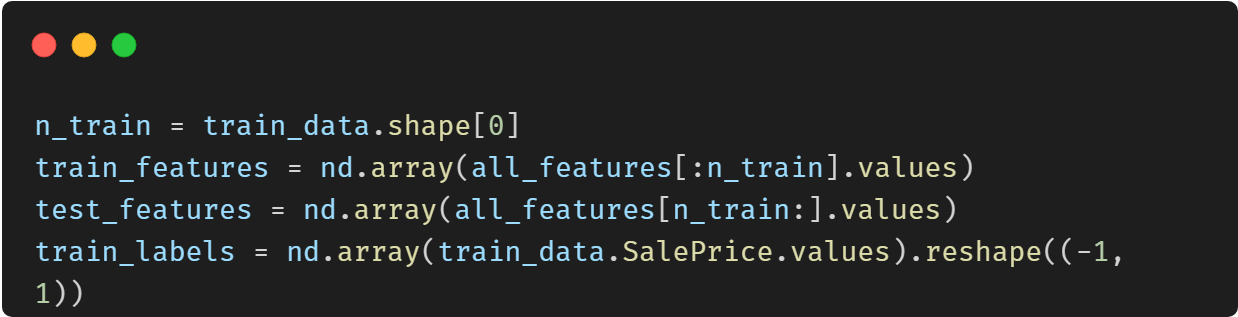 n_train = train_data.shape[0]
train_features = nd.array(all_features[:n_train].values)
test_features = nd.array(all_features[n_train:].values)
train_labels = nd.array(train_data.SalePrice.values).reshape((-1,
1))